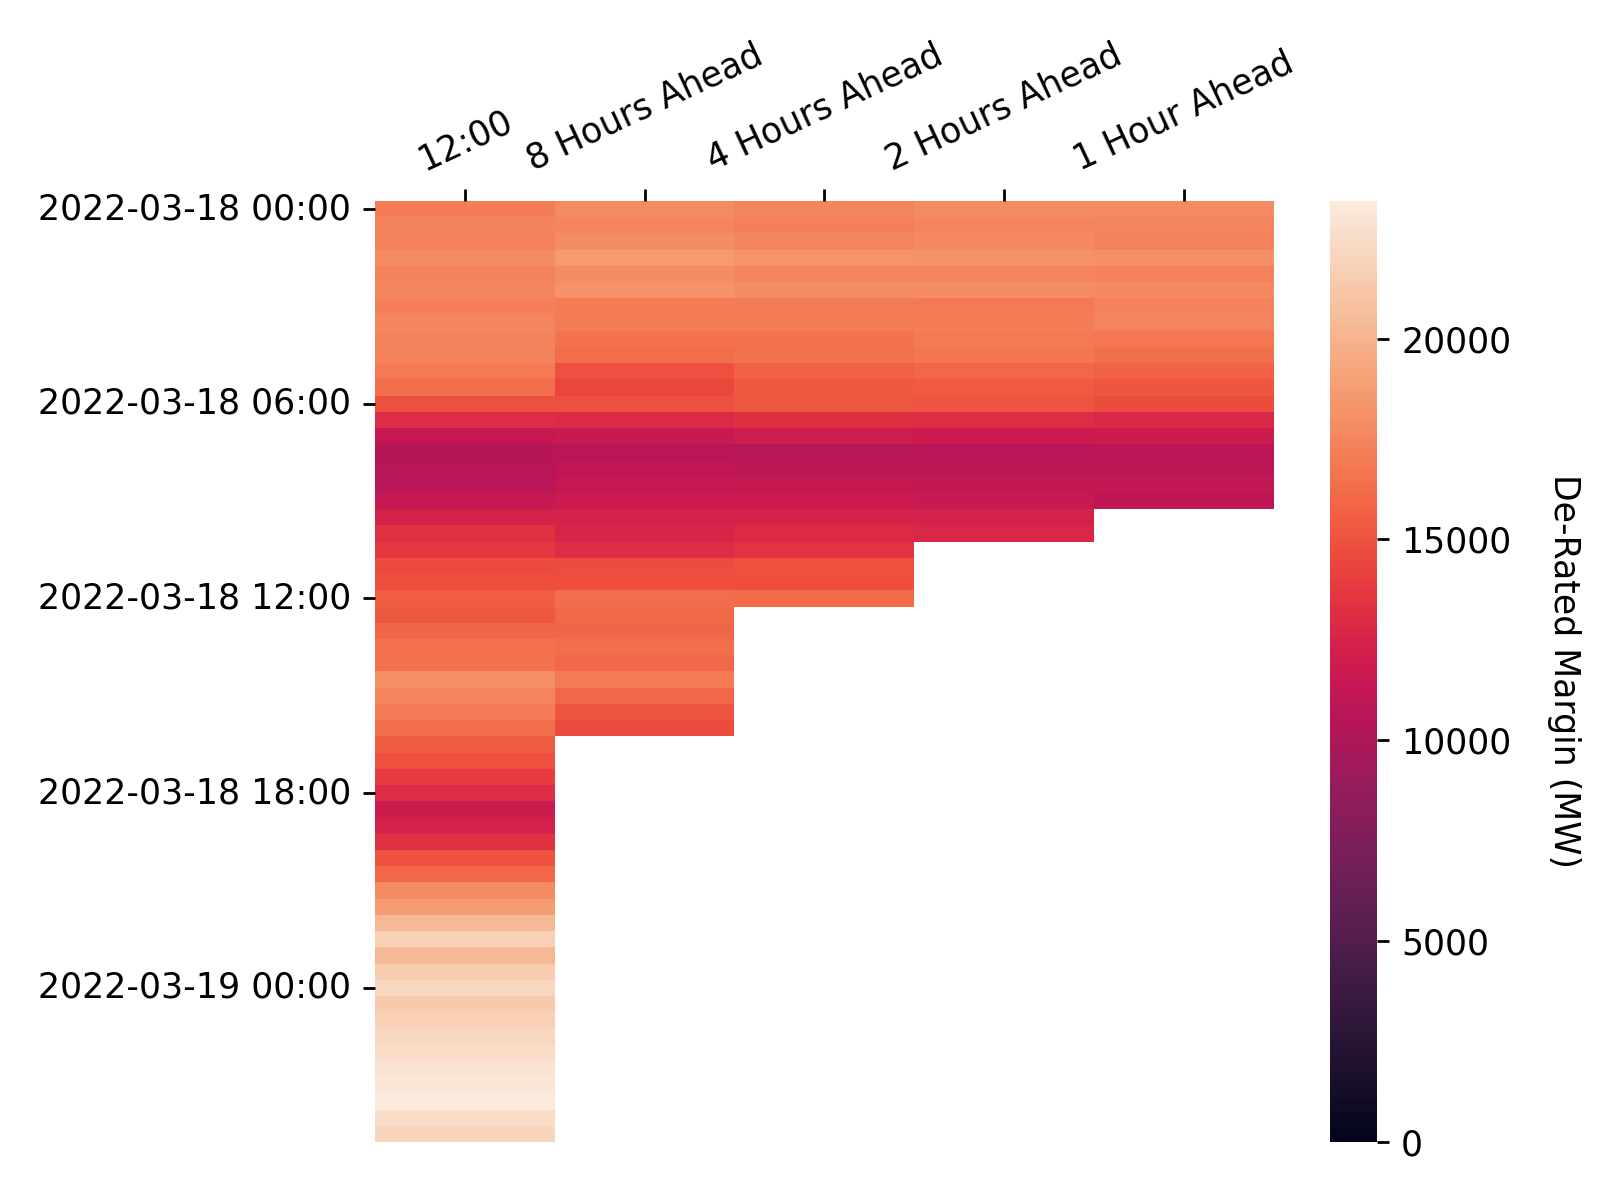 12:00
8 Hours Ahead
4 Hours Ahead
2 Hours Ahead
1 Hour Ahead
2022-03-18 00:00
2022-03-18 06:00
2022-03-18 12:00
2022-03-18 18:00
2022-03-19 00:00
20000
15000
10000
5000
0
De-Rated Margin (MW)